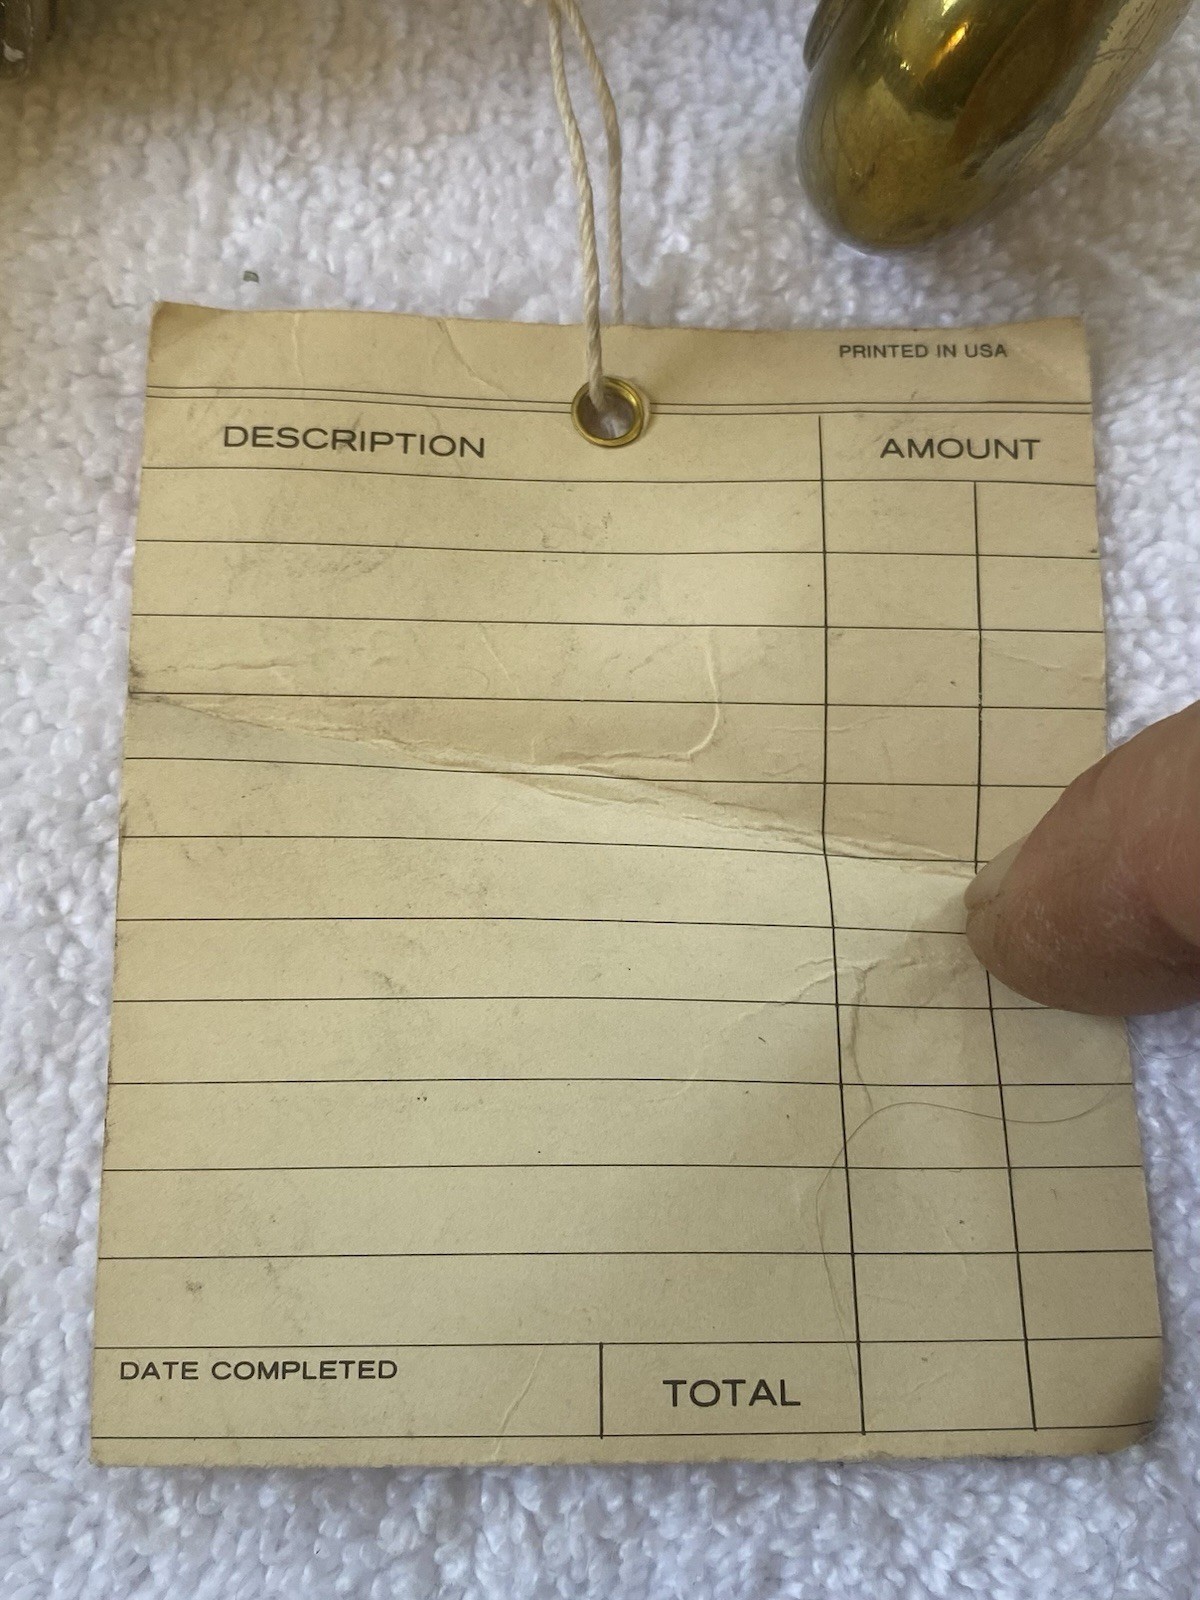 PRINTED IN USA
DESCRIPTION AMOUNT
DATE COMPLETED
TOTAL